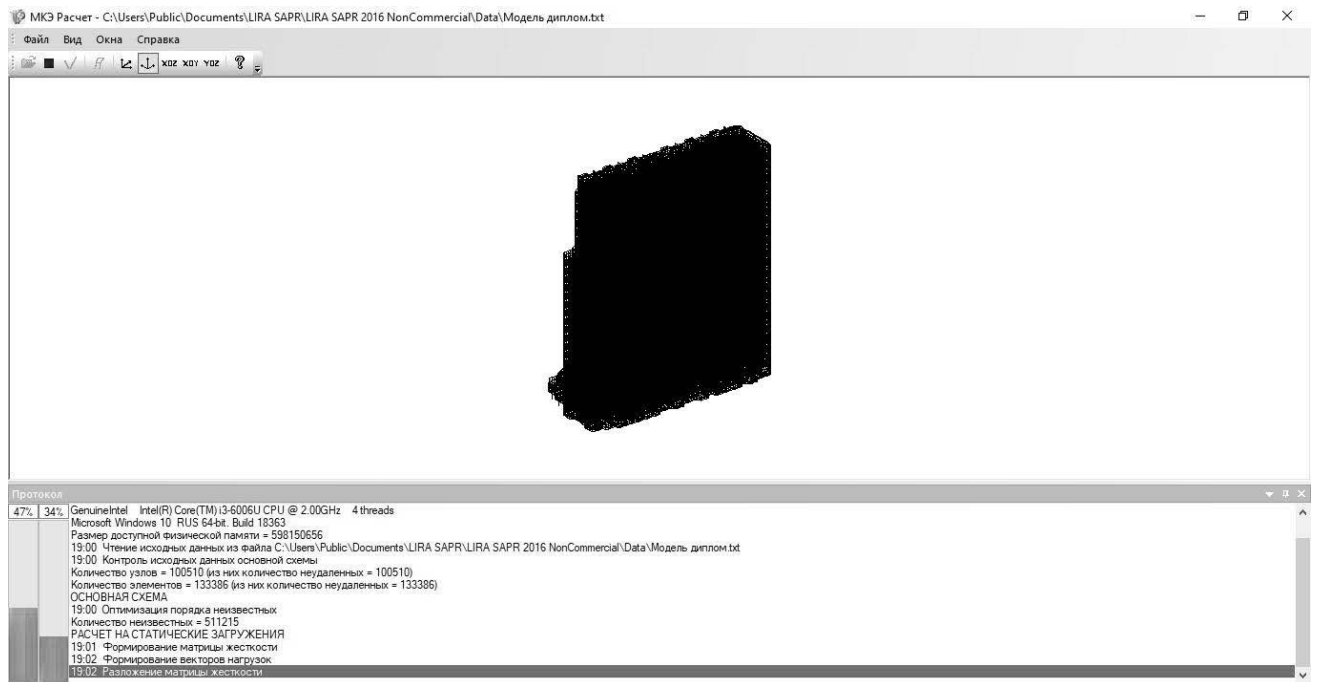 МКЭ Расчет - C:\Users\Public\Documents\LIRA SAPR\LIRA SAPR 2016 NonCommercial\Data\Модель диплом.txt
Файл Вид Окна Справка
XOZ XOY YOZ ?
Протокол
47% 34% GenuineIntel Intel(R) Core(TM) i3-6006U CPU @ 2.00GHz 4 threads
Microsoft Windows 10 RUS 64-bit. Build 18363
Размер доступной физической памяти = 598150656
19:00 Чтение исходных данных из файла C:\Users\Public\Documents\LIRA SAPR\LIRA SAPR 2016 NonCommercial\Data\Модель диплом.txt
19:00 Контроль исходных данных основной схемы
Количество узлов = 100510 (из них количество неудаленных = 100510)
Количество элементов = 133386 (из них количество неудаленных = 133386)
ОСНОВНАЯ СХЕМА
19:00 Оптимизация порядка неизвестных
Количество неизвестных = 511215
РАСЧЕТ НА СТАТИЧЕСКИЕ ЗАГРУЖЕНИЯ
19:01 Формирование матрицы жесткости
19:02 Формирование векторов нагрузок
19:02 Разложение матрицы жесткости